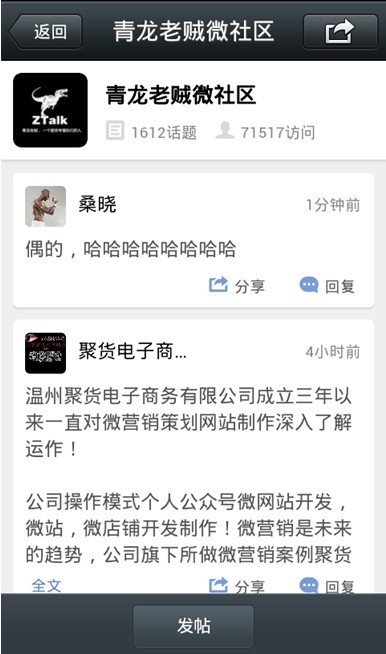 返回
青龙老贼微社区
青龙老贼微社区
ZTalk
1612话题 71517访问
桑晓
1分钟前
偶的，哈哈哈哈哈哈哈哈
分享 回复
聚货电子商...
4小时前
温州聚货电子商务有限公司成立三年以
来一直对微营销策划网站制作深入了解
运作！
公司操作模式个人公众号微网站开发，
微站，微店铺开发制作！微营销是未来
的趋势，公司旗下所做微营销案例聚货
全文 分享 回复
发帖